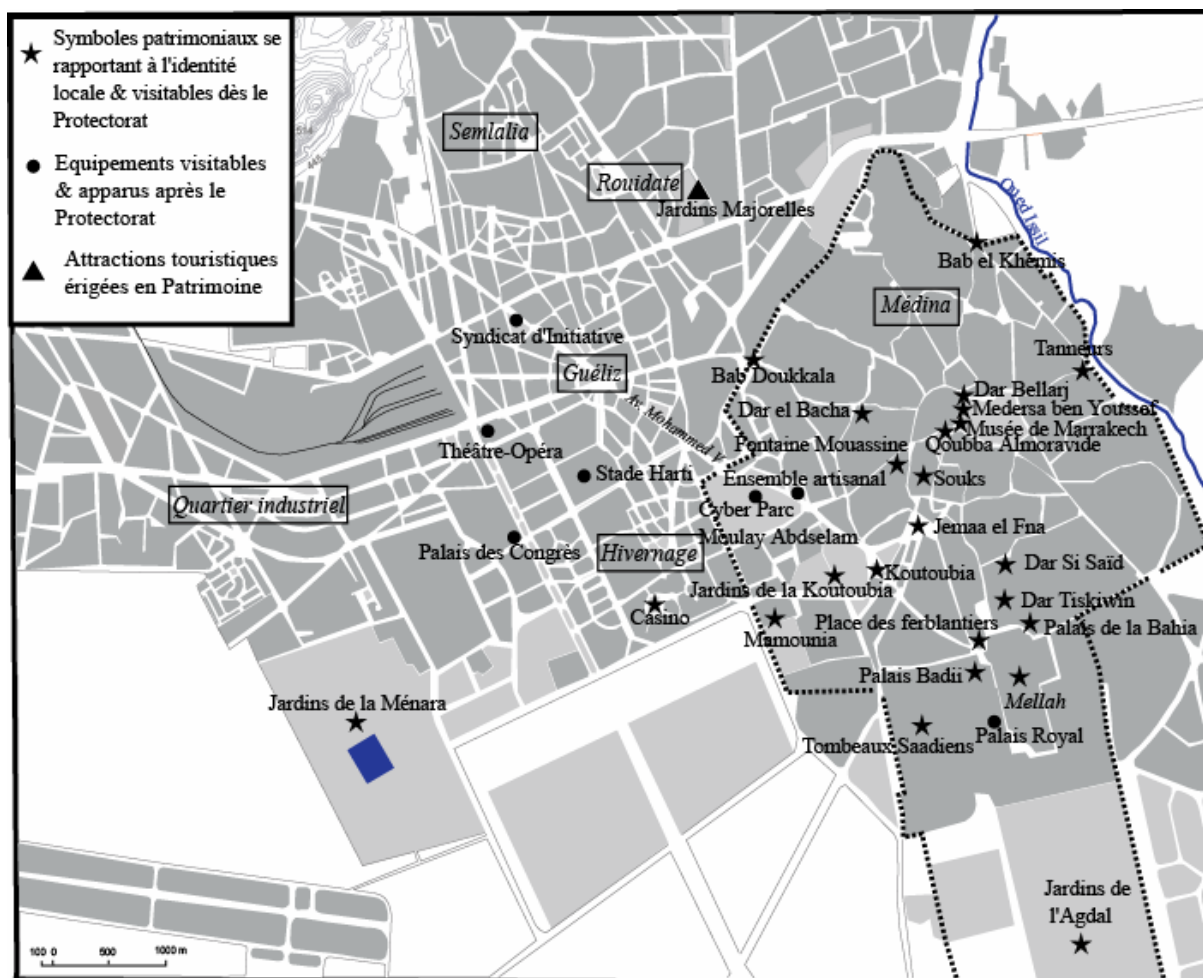 Symboles patrimoniaux se
rapportant à l'identité
locale & visitables dès le
Protectorat
Equipements visitables
& apparus après le
Protectorat
Attractions touristiques
érigées en Patrimoine
514
465
Semlalia
Rouidate
Jardins Majorelles
Oued Issil
Bab el Khémis
Médina
Syndicat d'Initiative
Guéliz
Tanneurs
Bab Doukkala
Dar Bellarj
Av. Mohammed V
Dar el Bacha
Medersa ben Youssef
Musée de Marrakech
Théâtre-Opéra
Fontaine Mouassine
Qoubba Almoravide
Stade Harti
Ensemble artisanal
Souks
Quartier industriel
Cyber Parc
Moulay Abdselam
Jemaa el Fna
Palais des Congrès
Hivernage
Koutoubia
Dar Si Saïd
Jardins de la Koutoubia
Dar Tiskiwin
Casino
Mamounia
Place des ferblantiers
Palais de la Bahia
Palais Badii
Mellah
Jardins de la Ménara
Tombeaux Saadiens
Palais Royal
Jardins de
l'Agdal
100 0 500 1000 m